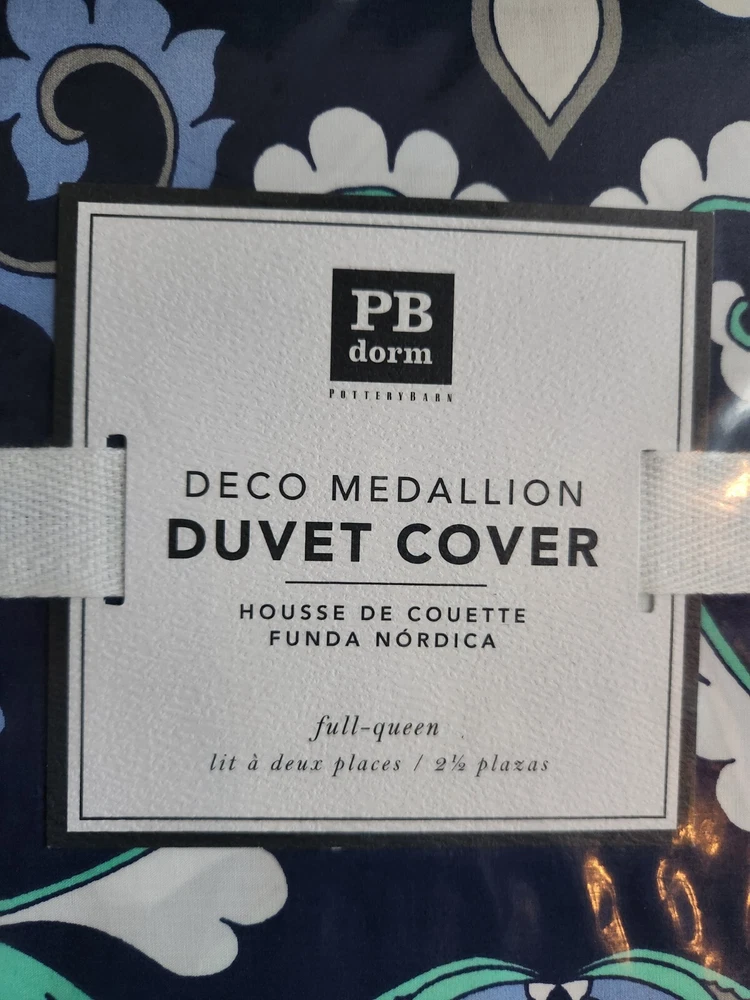 PB
dorm
POTTERYBARN
DECO MEDALLION
DUVET COVER
HOUSSE DE COUETTE
FUNDA NÓRDICA
full-queen
lit à deux places / 2½ plazas